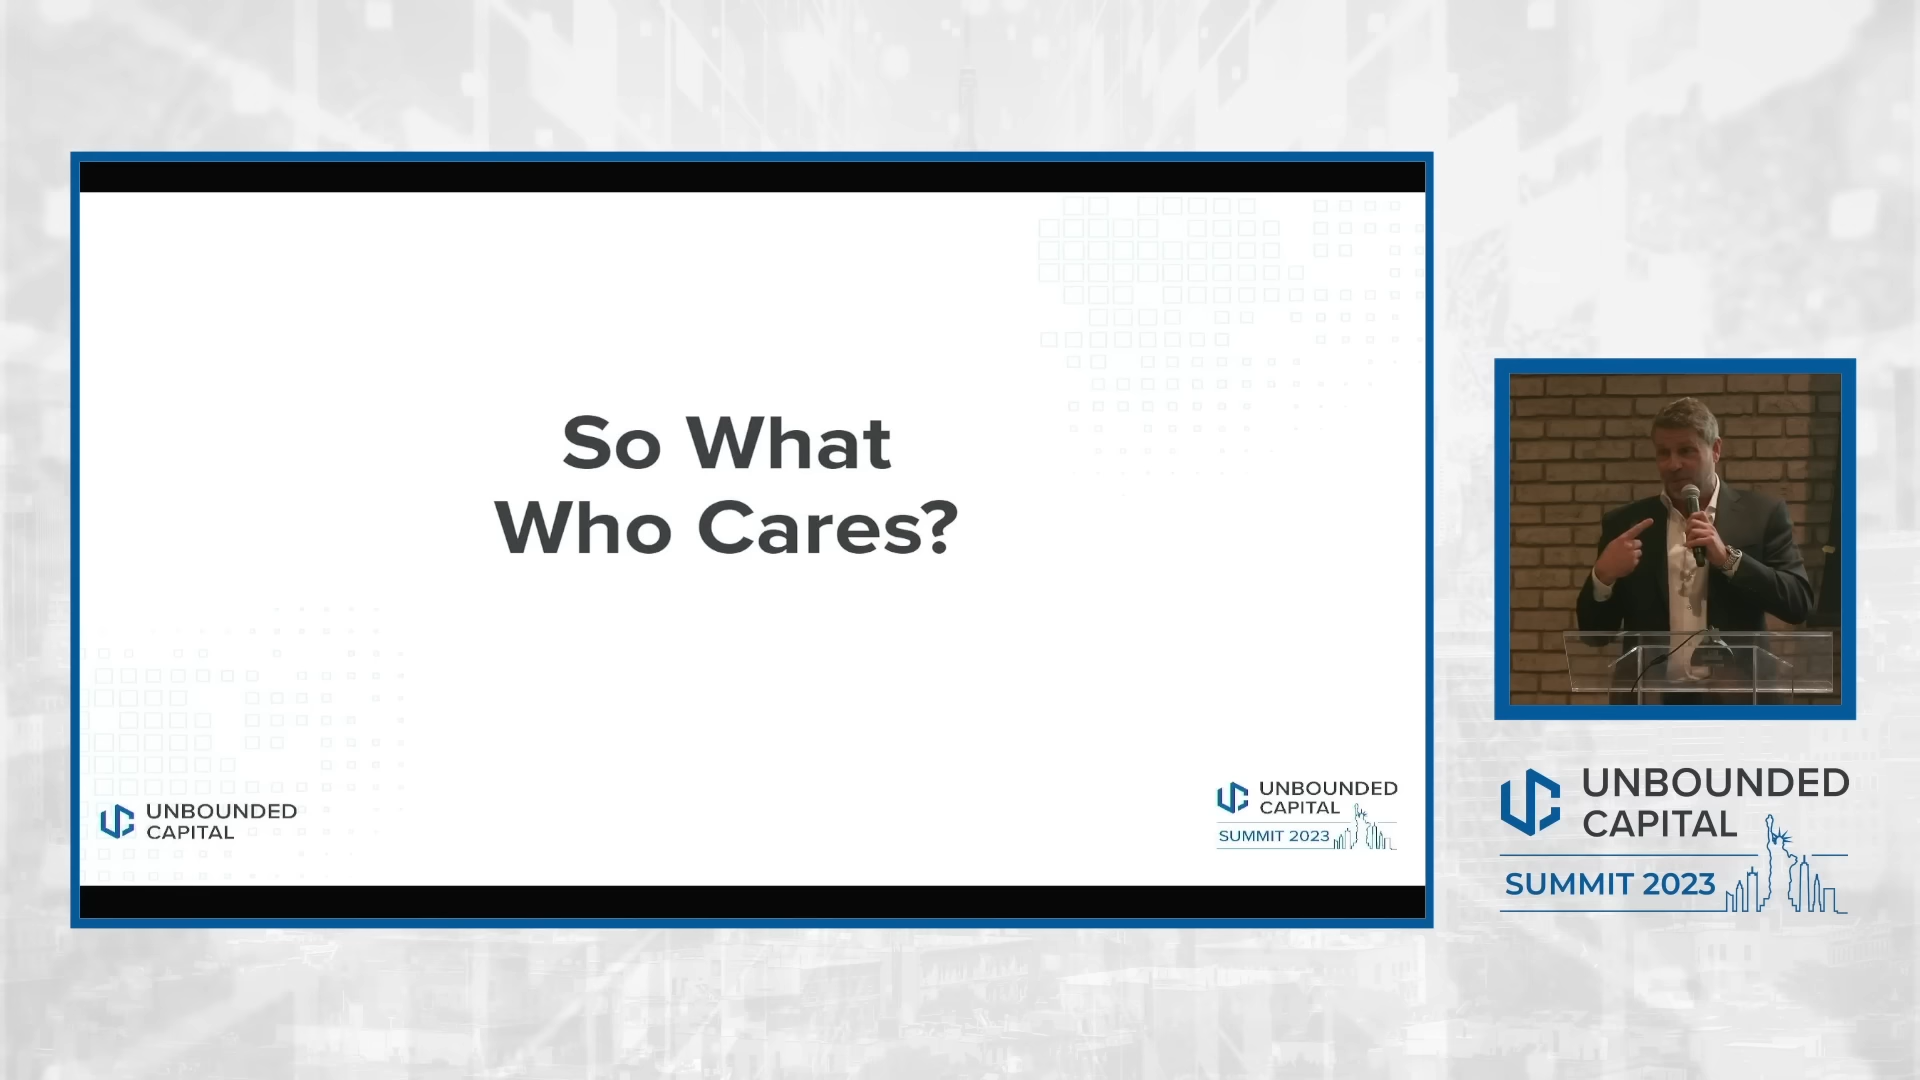 So What
Who Cares?
UNBOUNDED
CAPITAL
UNBOUNDED
CAPITAL
SUMMIT 2023
UNBOUNDED
CAPITAL
SUMMIT 2023